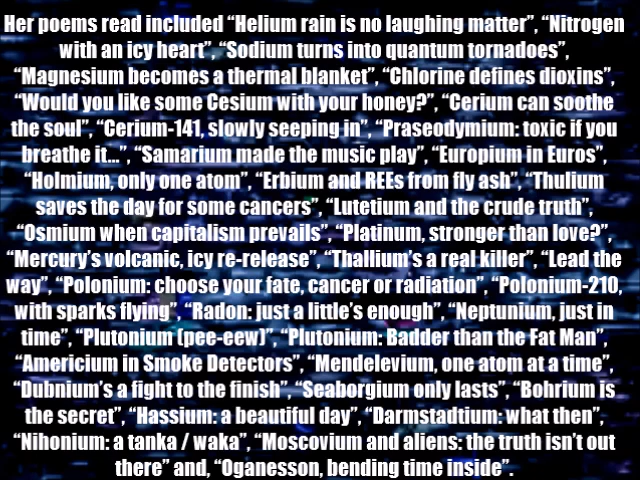 Her poems read included “Helium rain is no laughing matter”, “Nitrogen
with an icy heart”, “Sodium turns into quantum tornadoes”,
“Magnesium becomes a thermal blanket”, “Chlorine defines dioxins”,
“Would you like some Cesium with your honey?”, “Cerium can soothe
the soul”, “Cerium-141, slowly seeping in”, “Praseodymium: toxic if you
breathe it...”, “Samarium made the music play”, “Europium in Euros”,
“Holmium, only one atom”, “Erbium and REEs from fly ash”, “Thulium
saves the day for some cancers”, “Lutetium and the crude truth”,
“Osmium when capitalism prevails”, “Platinum, stronger than love?”,
“Mercury’s volcanic, icy re-release”, “Thallium’s a real killer”, “Lead the
way”, “Polonium: choose your fate, cancer or radiation”, “Polonium-210,
with sparks flying”, “Radon: just a little’s enough”, “Neptunium, just in
time”, “Plutonium (pee-eew)”, “Plutonium: Badder than the Fat Man”,
“Americium in Smoke Detectors”, “Mendelevium, one atom at a time”,
“Dubnium’s a fight to the finish”, “Seaborgium only lasts”, “Bohrium is
the secret”, “Hassium: a beautiful day”, “Darmstadtium: what then”,
“Nihonium: a tanka / waka”, “Moscovium and aliens: the truth isn’t out
there” and, “Oganesson, bending time inside”.